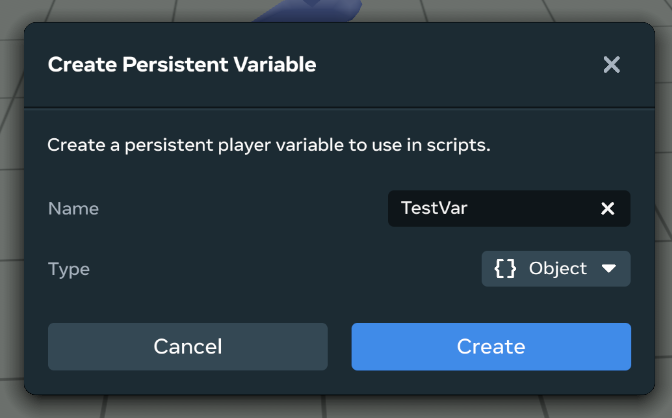 Create Persistent Variable
Create a persistent player variable to use in scripts.
Name
TestVar
Type
{} Object
Cancel
Create